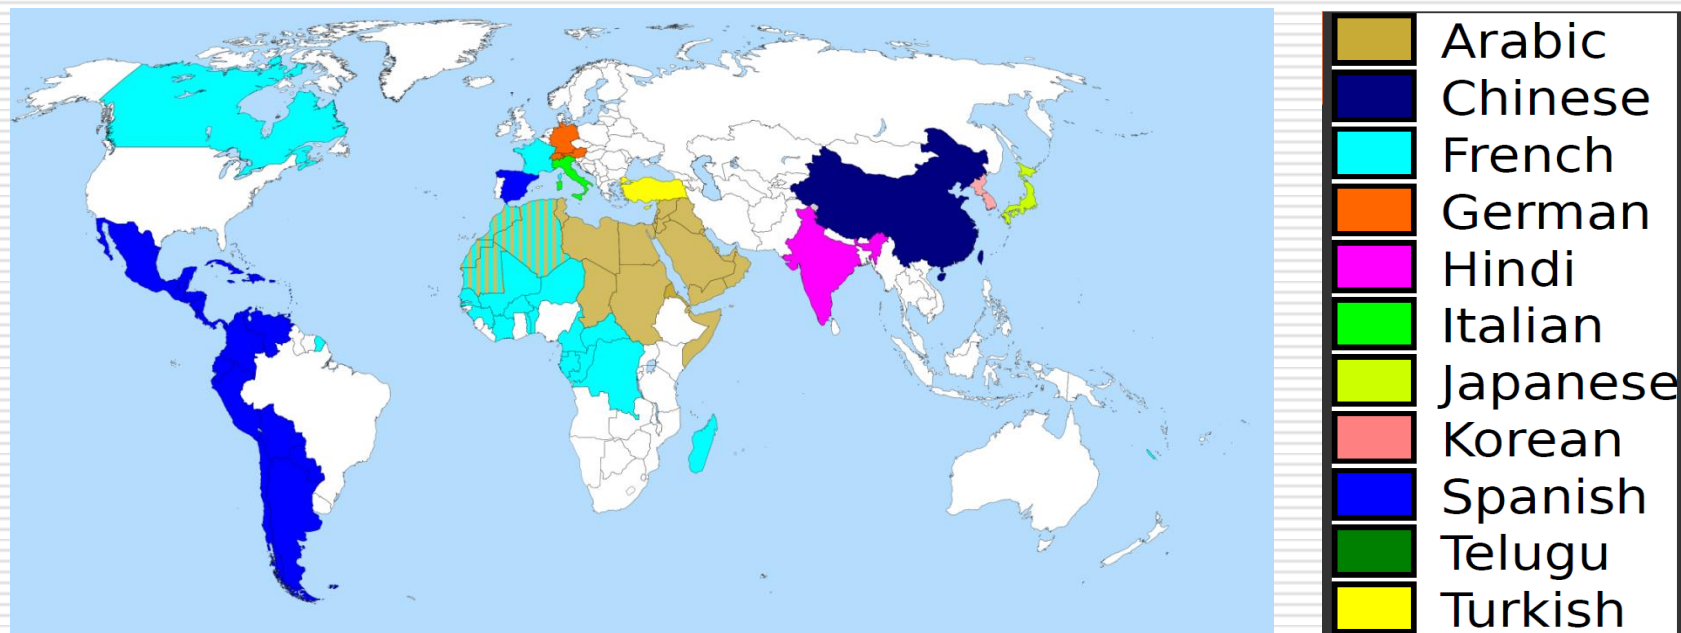 Arabic
Chinese
French
German
Hindi
Italian
Japanese
Korean
Spanish
Telugu
Turkish